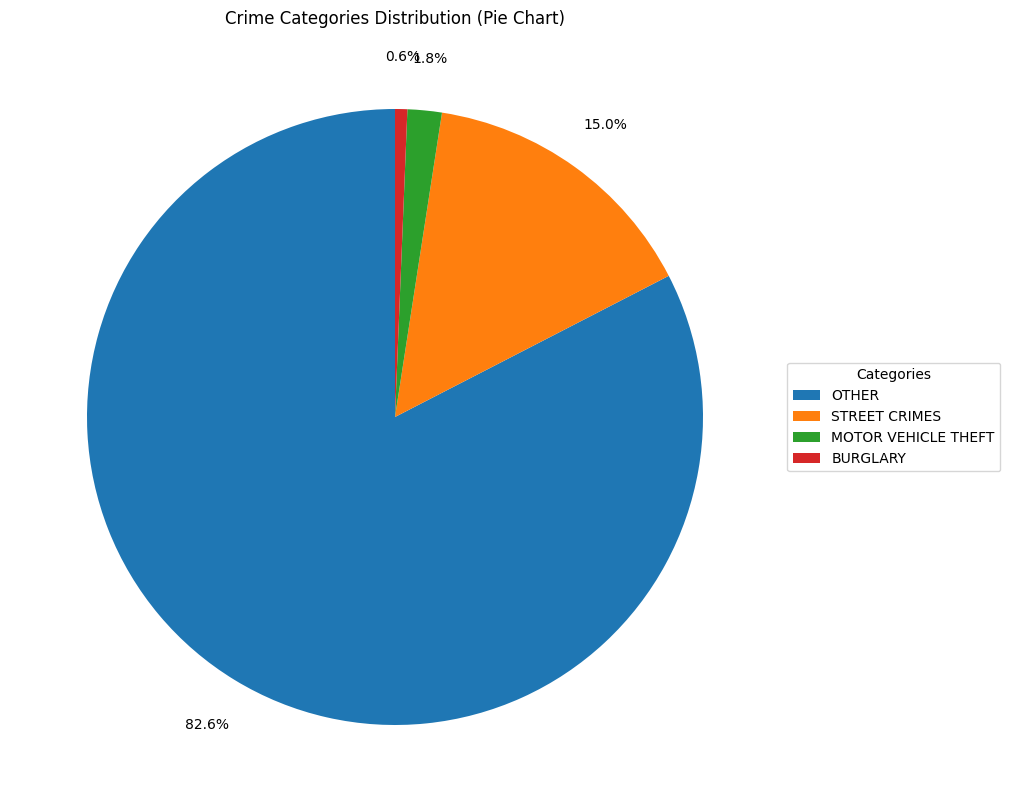 Crime Categories Distribution (Pie Chart)
0.6%
1.8%
15.0%
Categories
OTHER
STREET CRIMES
MOTOR VEHICLE THEFT
BURGLARY
82.6%